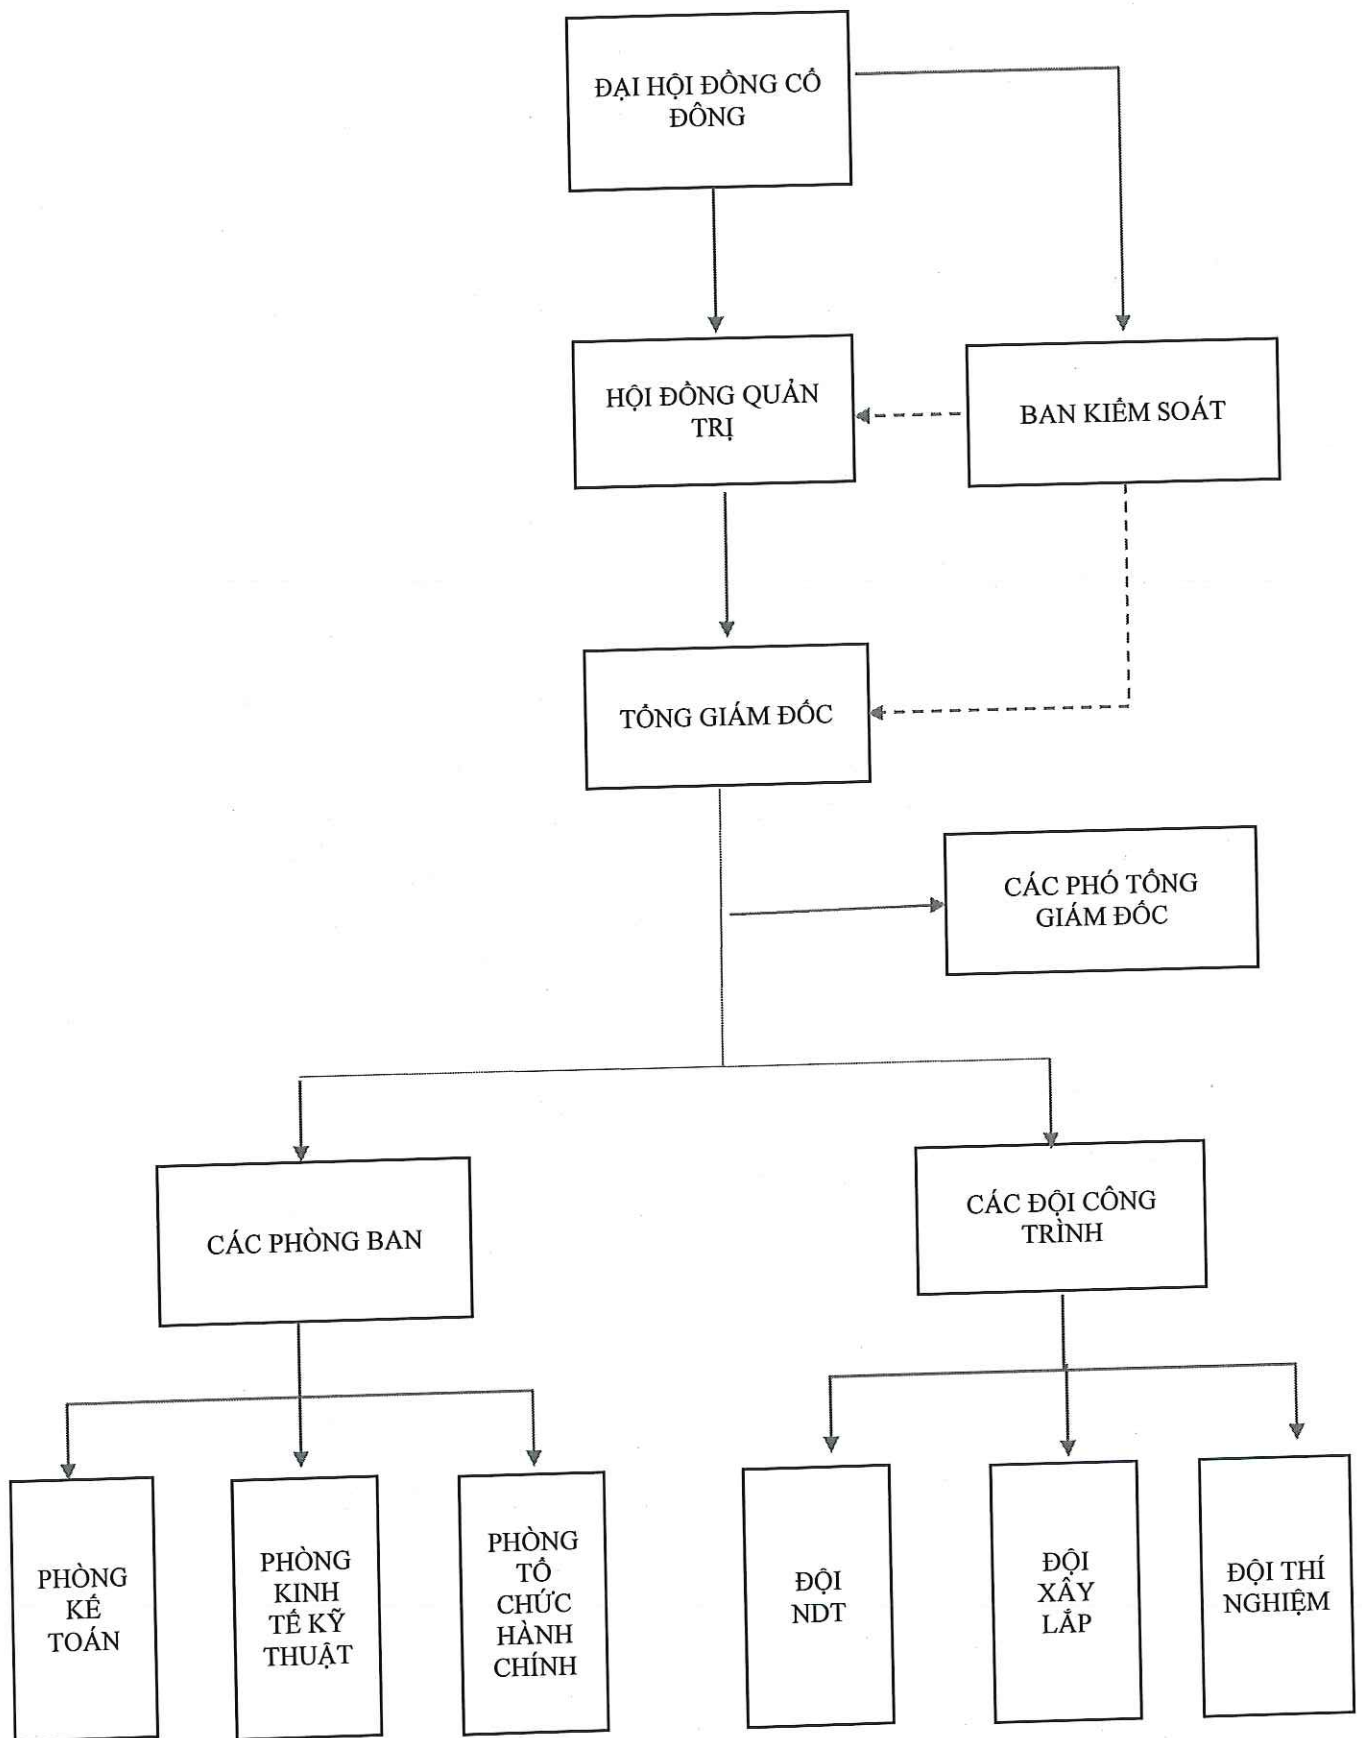 ĐẠI HỘI ĐỒNG CỔ
ĐÔNG
HỘI ĐỒNG QUẢN
TRỊ
BAN KIỂM SOÁT
TỔNG GIÁM ĐỐC
CÁC PHÓ TỔNG
GIÁM ĐỐC
CÁC PHÒNG BAN
CÁC ĐỘI CÔNG
TRÌNH
PHÒNG
KẾ
TOÁN
PHÒNG
KINH
TẾ KỸ
THUẬT
PHÒNG
TỔ
CHỨC
HÀNH
CHÍNH
ĐỘI
NDT
ĐỘI
XÂY
LẮP
ĐỘI THÍ
NGHIỆM